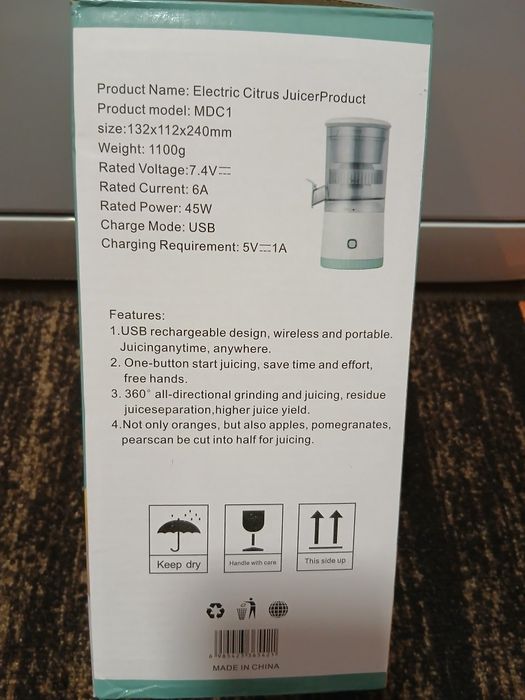 Product Name: Electric Citrus JuicerProduct
Product model: MDC1
size:132x112x240mm
Weight: 1100g
Rated Voltage:7.4V⎓
Rated Current: 6A
Rated Power: 45W
Charge Mode: USB
Charging Requirement: 5V⎓1A
Features:
1.USB rechargeable design, wireless and portable.
Juicinganytime, anywhere.
2. One-button start juicing, save time and effort,
free hands.
3. 360° all-directional grinding and juicing, residue
juiceseparation,higher juice yield.
4.Not only oranges, but also apples, pomegranates,
pearscan be cut into half for juicing.
Keep dry
Handle with care
This side up
MADE IN CHINA